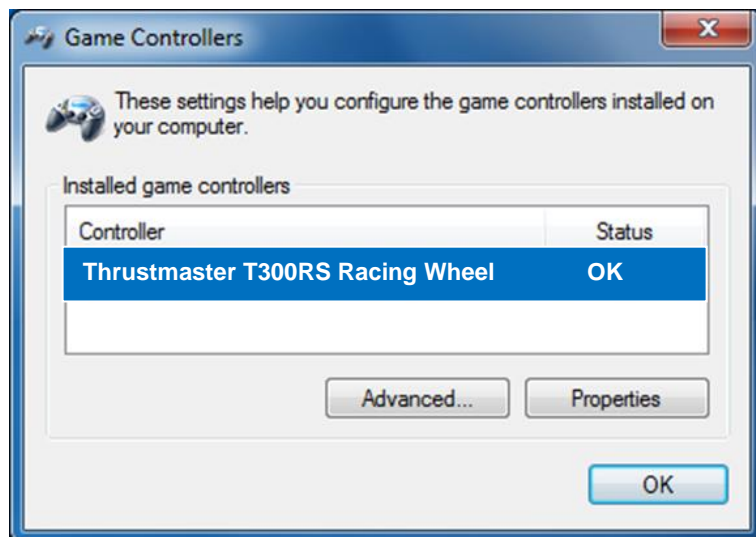 Game Controllers
These settings help you configure the game controllers installed on
your computer.
Installed game controllers
Controller Status
Thrustmaster T300RS Racing Wheel OK
Advanced... Properties
OK